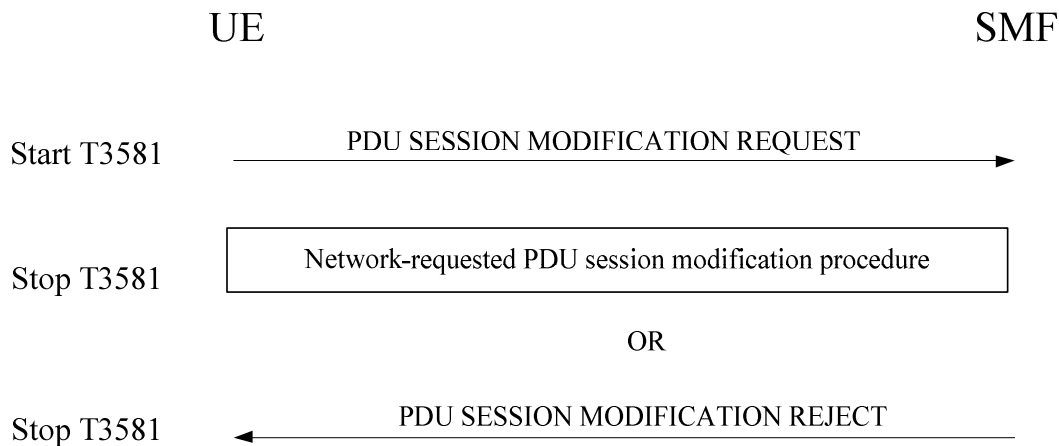 UE SMF
Start T3581 PDU SESSION MODIFICATION REQUEST
Stop T3581 Network-requested PDU session modification procedure
OR
Stop T3581 PDU SESSION MODIFICATION REJECT